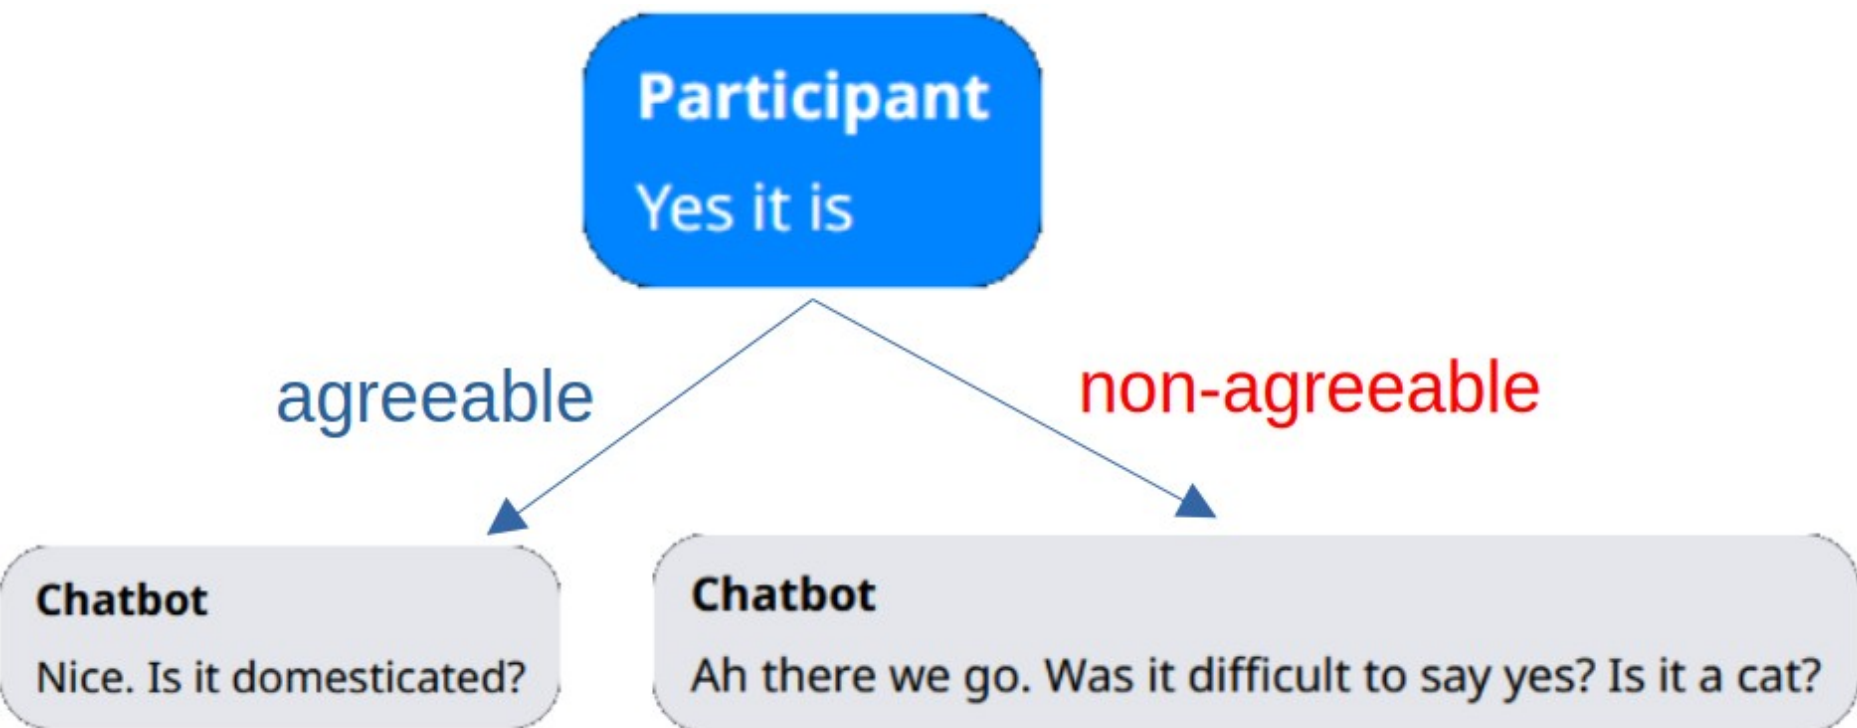 Participant
Yes it is
agreeable
non-agreeable
Chatbot
Nice. Is it domesticated?
Chatbot
Ah there we go. Was it difficult to say yes? Is it a cat?